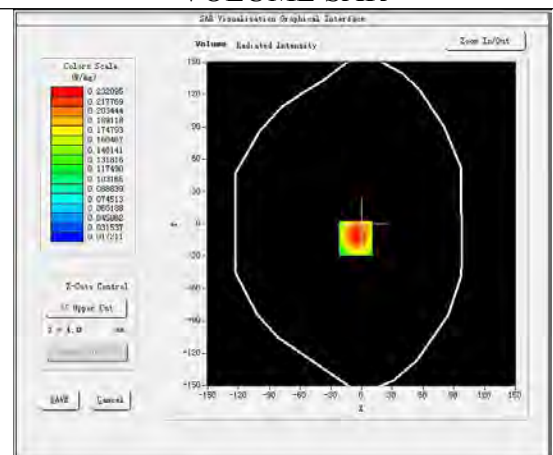 VOLUME SAR
SAR Visualisation Graphical Interface
Volume Radiated Intensity
Zoom In/Out
Colors Scale
(W/kg)
0.232095
0.217769
0.203444
0.189118
0.174793
0.160467
0.146141
0.131816
0.117490
0.103165
0.088839
0.074513
0.060188
0.045862
0.031537
0.017211
Z-Cuts Control
Upper Cut
mm
SAVE
Cancel
150
90
60
30
0
-30
-60
-90
-120
-150
-150 -120 -90 -60 -30 0 30 60 90 120 150
X